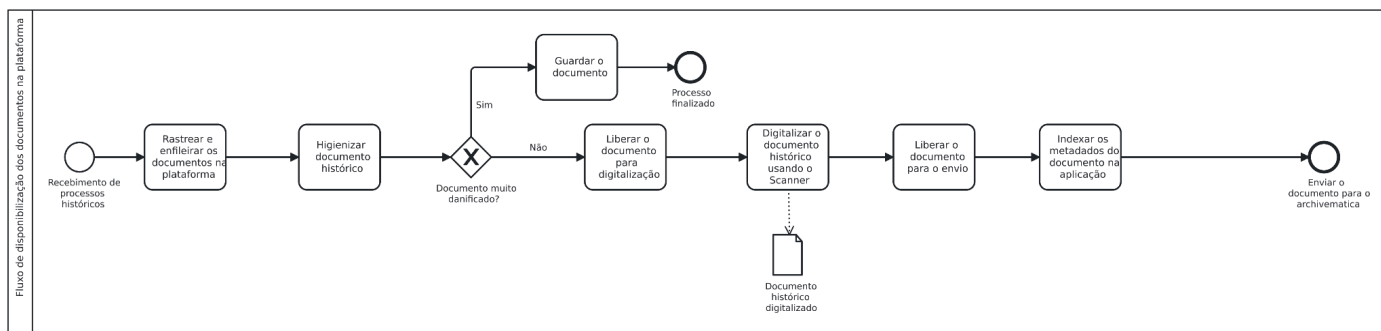 Fluxo de disponibilização dos documentos na plataforma
Recebimento de
processos
históricos
Rastrear e
enfileirar os
documentos na
plataforma
Higienizar
documento
histórico
Documento muito
danificado?
Sim
Guardar o
documento
Processo
finalizado
Não
Liberar o
documento
para
digitalização
Digitalizar o
documento
histórico
usando o
Scanner
Documento
histórico
digitalizado
Liberar o
documento
para o envio
Indexar os
metadados do
documento na
aplicação
Enviar o
documento para o
archivematica